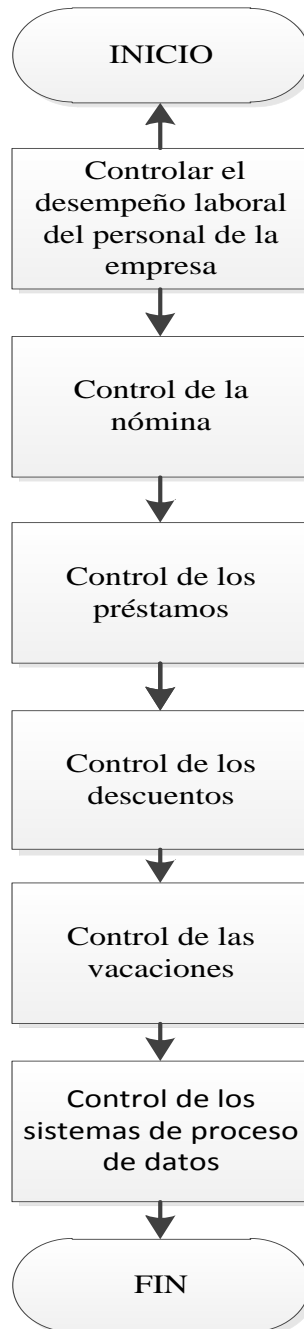 INICIO
Controlar el
desempeño laboral
del personal de la
empresa
Control de la
nómina
Control de los
préstamos
Control de los
descuentos
Control de las
vacaciones
Control de los
sistemas de proceso
de datos
FIN